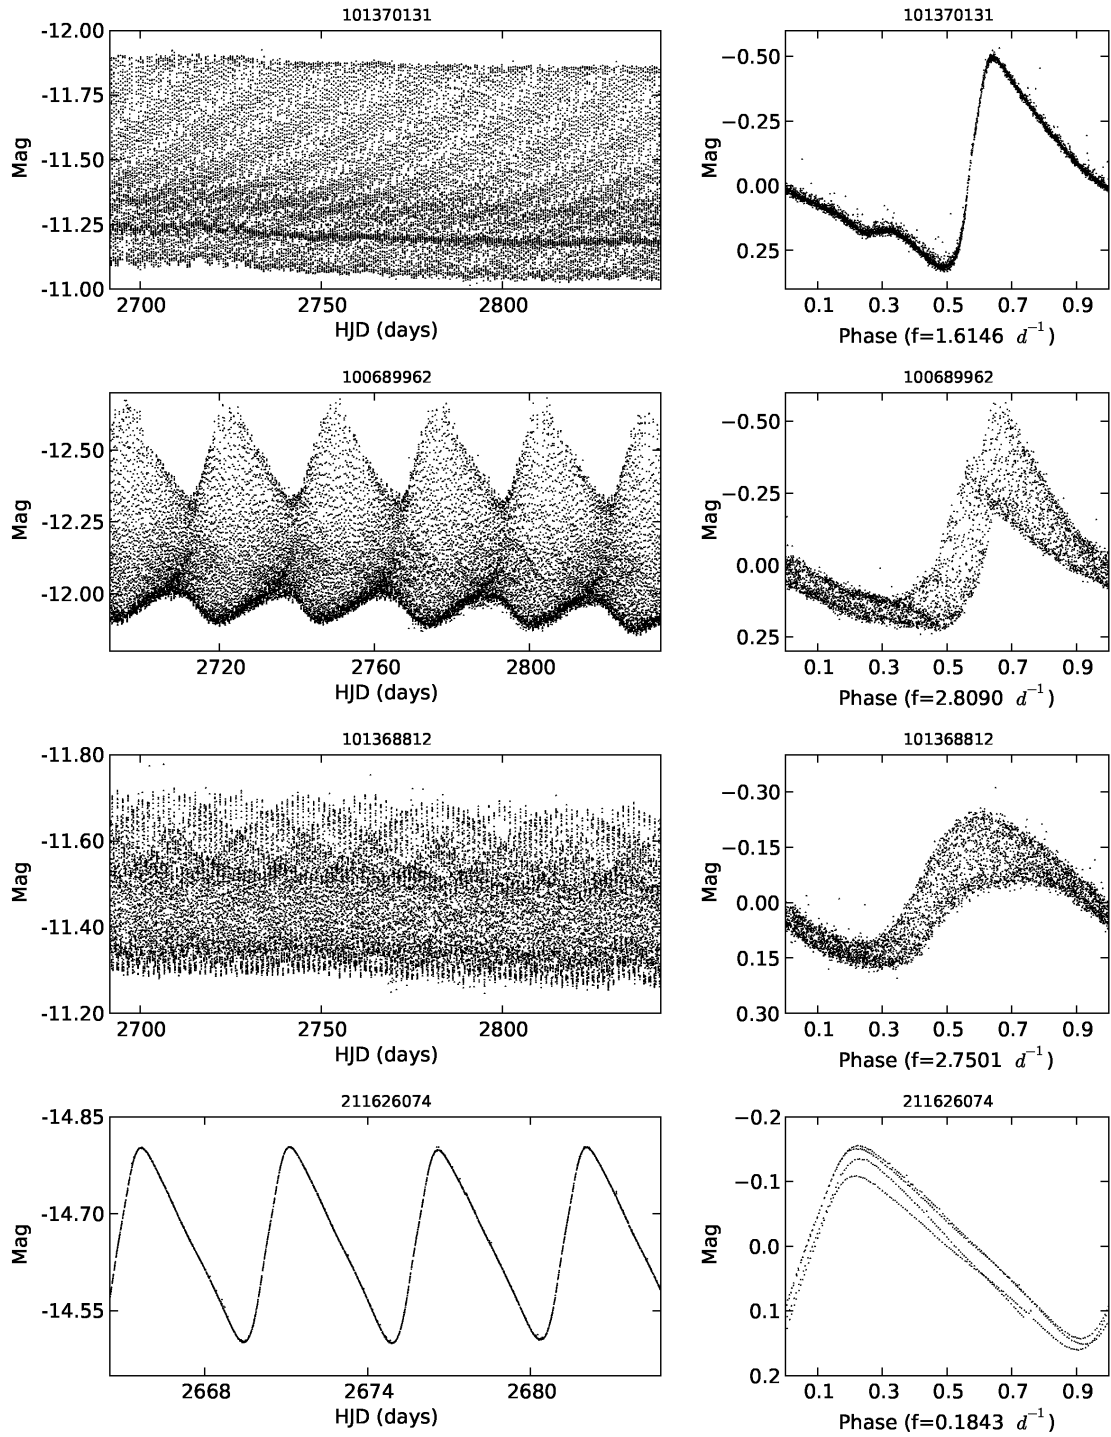 101370131
-12.00
-11.75
-11.50
-11.25
-11.00
Mag
2700 2750 2800
HJD (days)
101370131
−0.50
−0.25
0.00
0.25
Mag
0.1 0.3 0.5 0.7 0.9
Phase (f=1.6146 d⁻¹)
100689962
-12.50
-12.25
-12.00
Mag
2720 2760 2800
HJD (days)
100689962
−0.50
−0.25
0.00
0.25
Mag
0.1 0.3 0.5 0.7 0.9
Phase (f=2.8090 d⁻¹)
101368812
-11.80
-11.60
-11.40
-11.20
Mag
2700 2750 2800
HJD (days)
101368812
−0.30
−0.15
0.00
0.15
0.30
Mag
0.1 0.3 0.5 0.7 0.9
Phase (f=2.7501 d⁻¹)
211626074
-14.85
-14.70
-14.55
Mag
2668 2674 2680
HJD (days)
211626074
−0.2
−0.1
0.0
0.1
0.2
Mag
0.1 0.3 0.5 0.7 0.9
Phase (f=0.1843 d⁻¹)